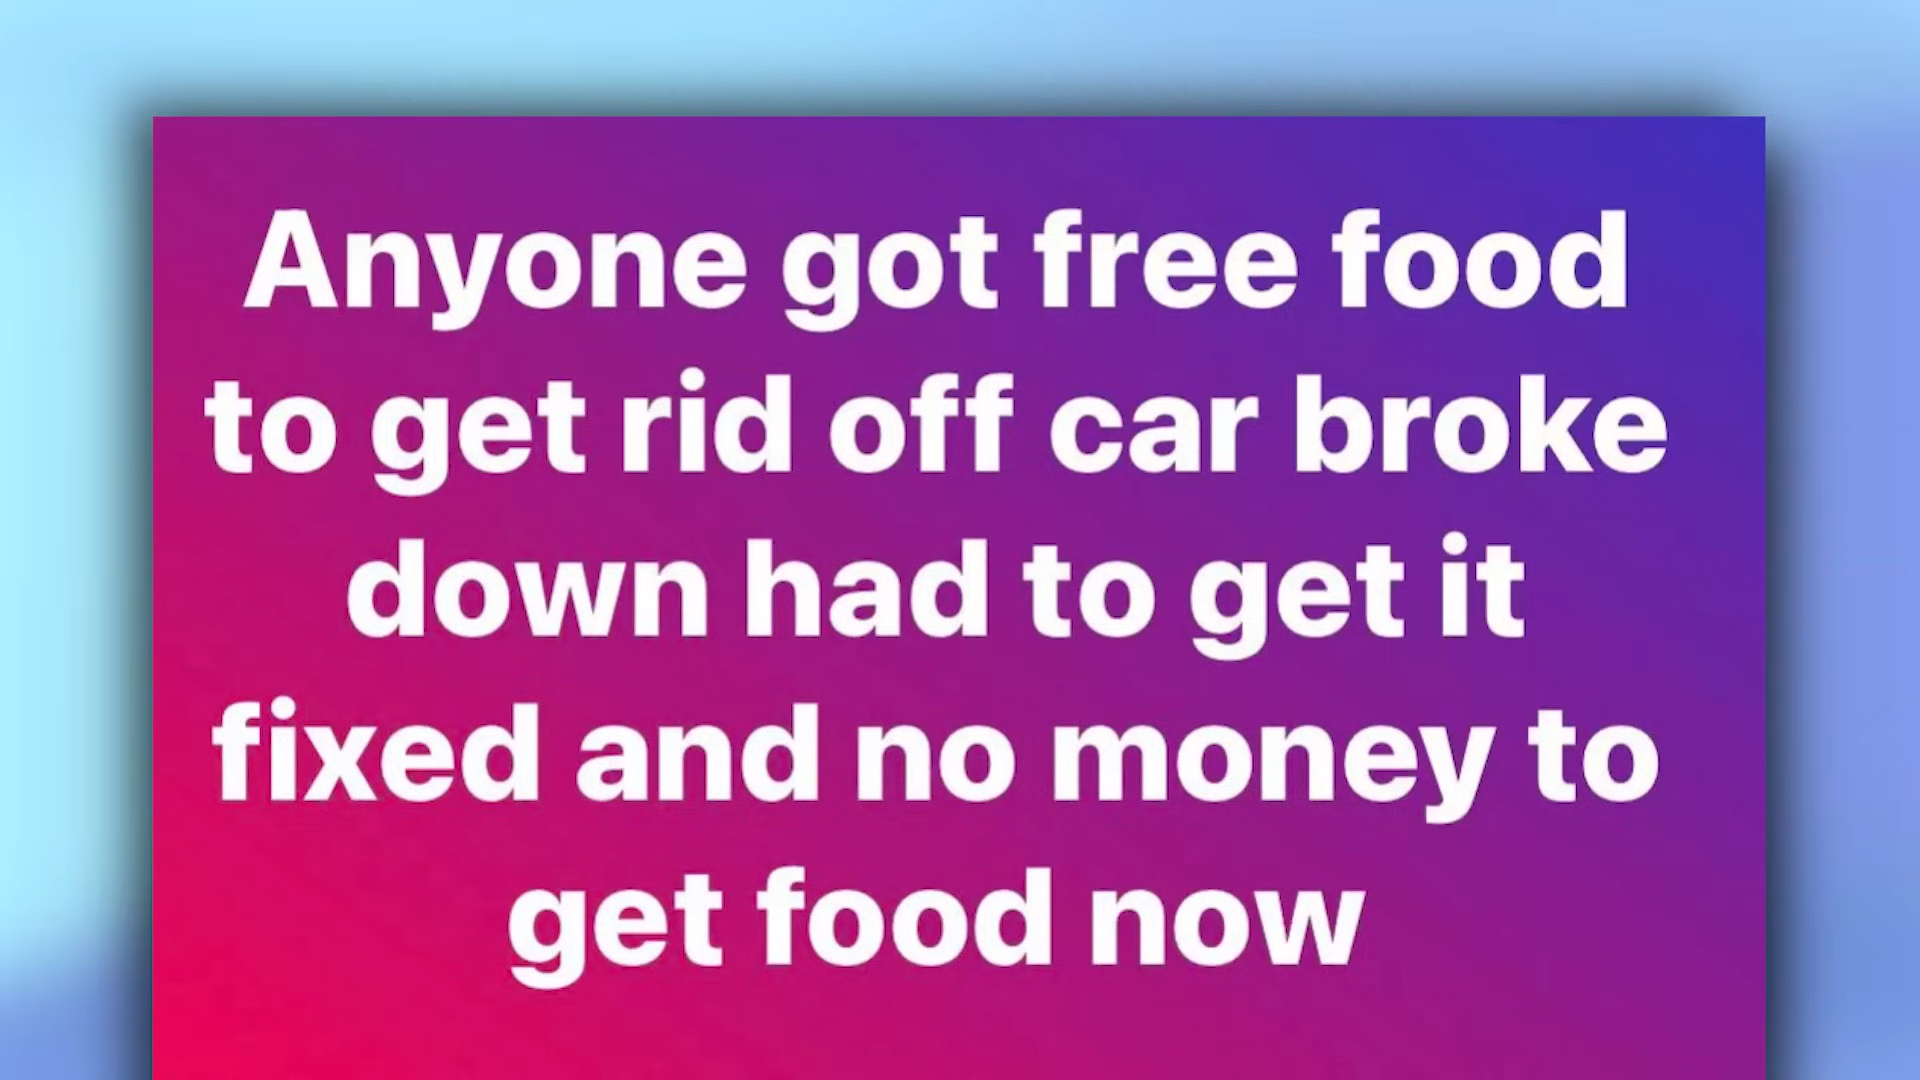 Anyone got free food
to get rid off car broke
down had to get it
fixed and no money to
get food now